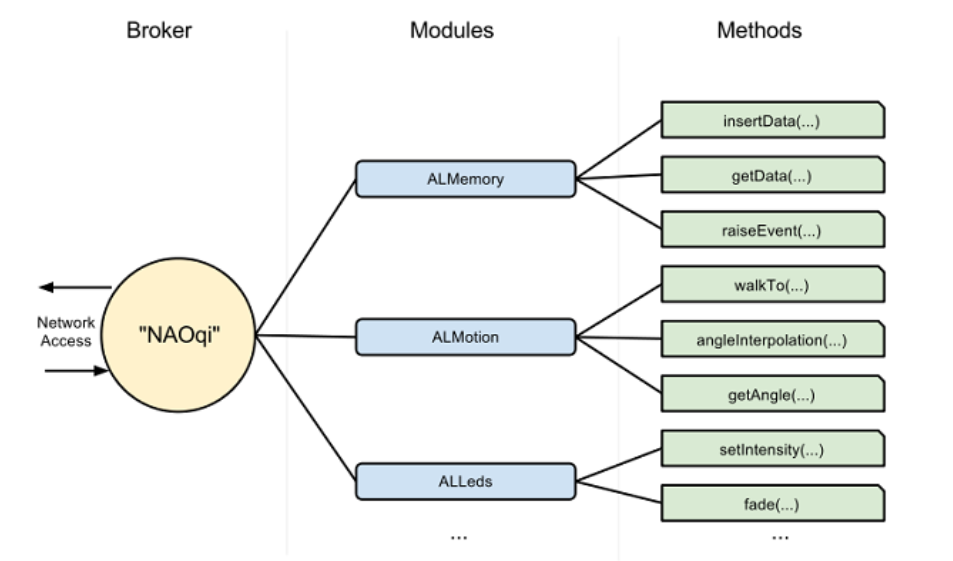 Broker
Modules
Methods
insertData(...)
ALMemory
getData(...)
raiseEvent(...)
walkTo(...)
Network
Access
"NAOqi"
ALMotion
angleInterpolation(...)
getAngle(...)
setIntensity(...)
ALLeds
fade(...)
...
...